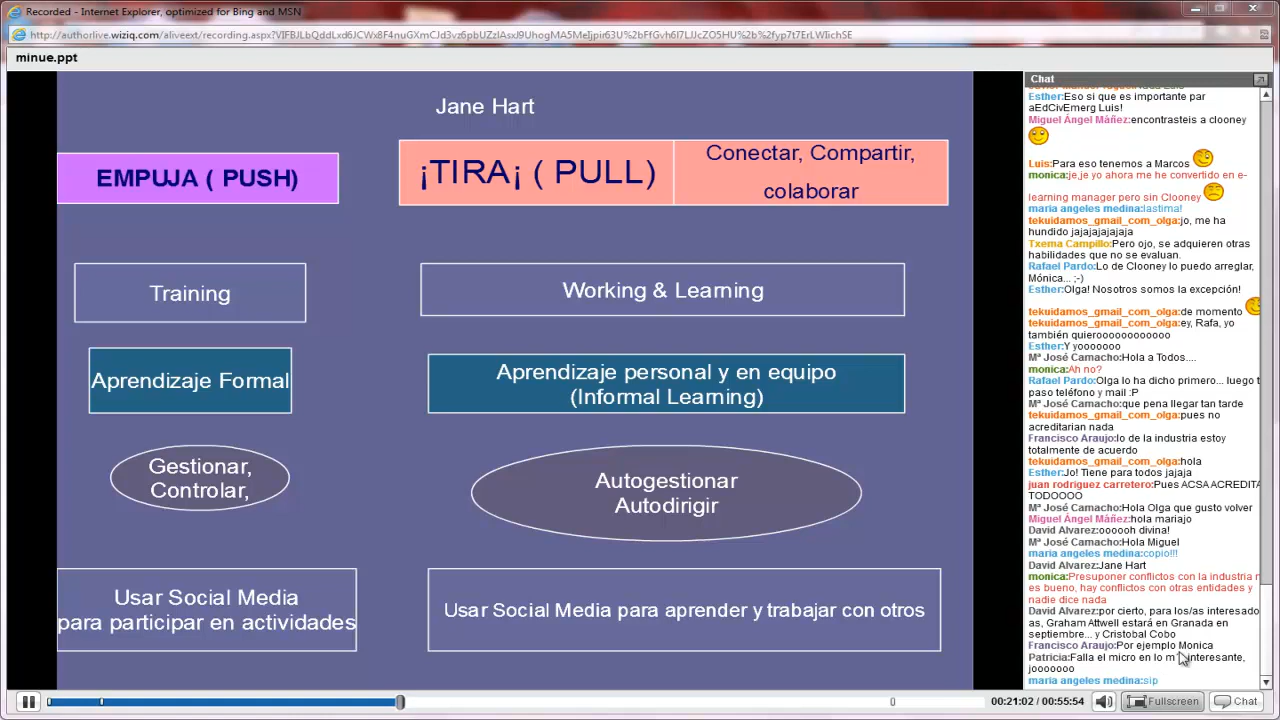 Recorded - Internet Explorer, optimized for Bing and MSN
minue.ppt
Jane Hart
EMPUJA ( PUSH)
¡TIRA¡ ( PULL)
Conectar, Compartir,
colaborar
Training
Working & Learning
Aprendizaje Formal
Aprendizaje personal y en equipo
(Informal Learning)
Gestionar,
Controlar,
Autogestionar
Autodirigir
Usar Social Media
para participar en actividades
Usar Social Media para aprender y trabajar con otros
Chat
Esther:Eso si que es importante par
aEdCivEmerg Luis!
Miguel Ángel Máñez:encontrasteis a clooney
Luis:Para eso tenemos a Marcos
monica:je,je yo ahora me he convertido en e-
learning manager pero sin Clooney
maria angeles medina:lastima!
tekuidamos_gmail_com_olga:jo, me ha
hundido jajajajajaja
Txema Campillo:Pero ojo, se adquieren otras
habilidades que no se evaluan.
Rafael Pardo:Lo de Clooney lo puedo arreglar,
Mónica... ;-)
Esther:Olga! Nosotros somos la excepción!
tekuidamos_gmail_com_olga:de momento
tekuidamos_gmail_com_olga:ey, Rafa, yo
también quieroooooooooooo
Esther:Y yooooooo
Mª José Camacho:Hola a Todos....
monica:Ah no?
Rafael Pardo:Olga lo ha dicho primero... luego t
paso teléfono y mail :P
Mª José Camacho:que pena llegar tan tarde
tekuidamos_gmail_com_olga:pues no
acreditarian nada
Francisco Araujo:lo de la industria estoy
totalmente de acuerdo
tekuidamos_gmail_com_olga:hola
Esther:Jo! Tiene para todos jajaja
juan rodriguez carretero:Pues ACSA ACREDITA
TODOOOO
Mª José Camacho:Hola Olga que gusto volver
Miguel Ángel Máñez:hola mariajo
David Alvarez:oooooh divina!
Mª José Camacho:Hola Miguel
maria angeles medina:copio!!!
David Alvarez:Jane Hart
monica:Presuponer conflictos con la industria
es bueno, hay conflictos con otras entidades y
nadie dice nada
David Alvarez:por cierto, para los/as interesado
as, Graham Attwell estará en Granada en
septiembre... y Cristobal Cobo
Francisco Araujo:Por ejemplo Monica
Patricia:Falla el micro en lo interesante,
jooooooo
maria angeles medina:sip
00:21:02 / 00:55:54
Fullscreen
Chat